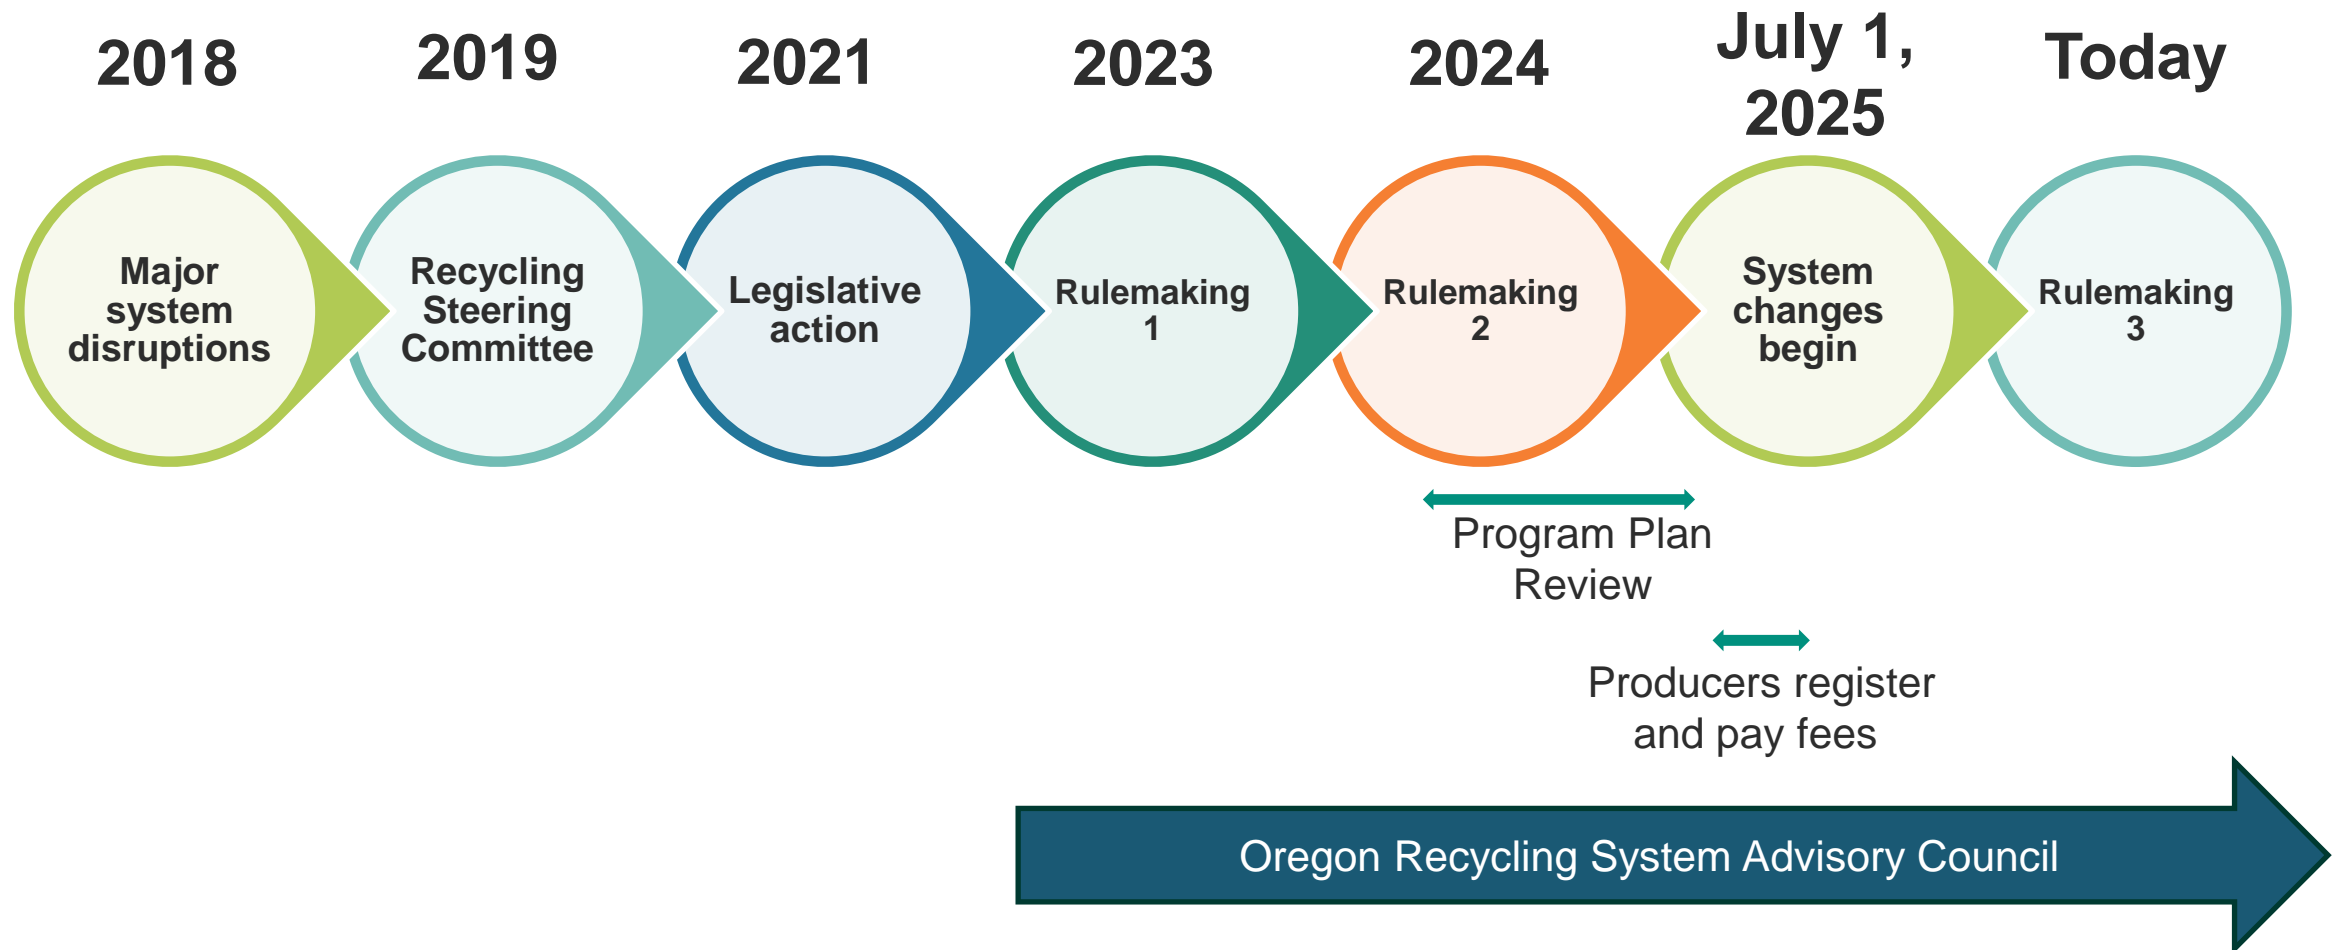 2018
2019
2021
2023
2024
July 1,
2025
Today
Major
system
disruptions
Recycling
Steering
Committee
Legislative
action
Rulemaking
1
Rulemaking
2
System
changes
begin
Rulemaking
3
Program Plan
Review
Producers register
and pay fees
Oregon Recycling System Advisory Council